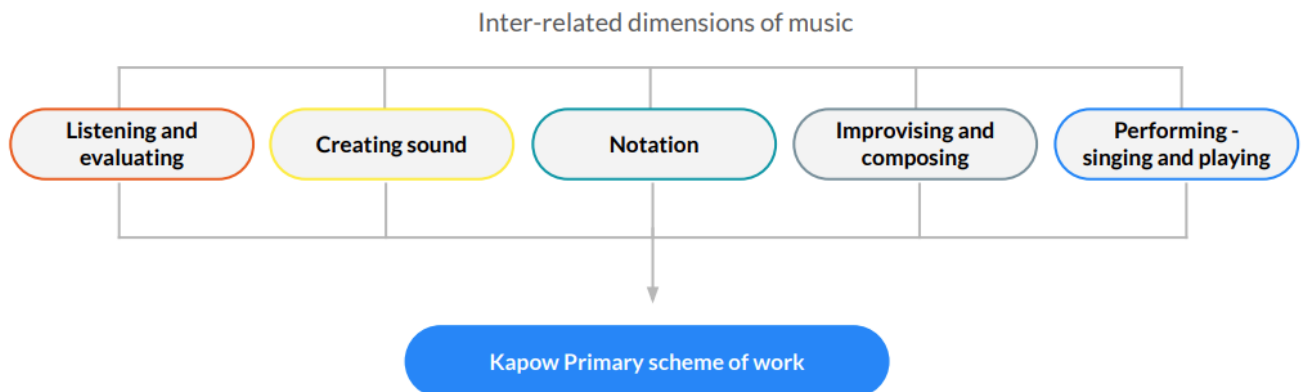 Inter-related dimensions of music
Listening and
evaluating
Creating sound
Notation
Improvising and
composing
Performing -
singing and playing
Kapow Primary scheme of work